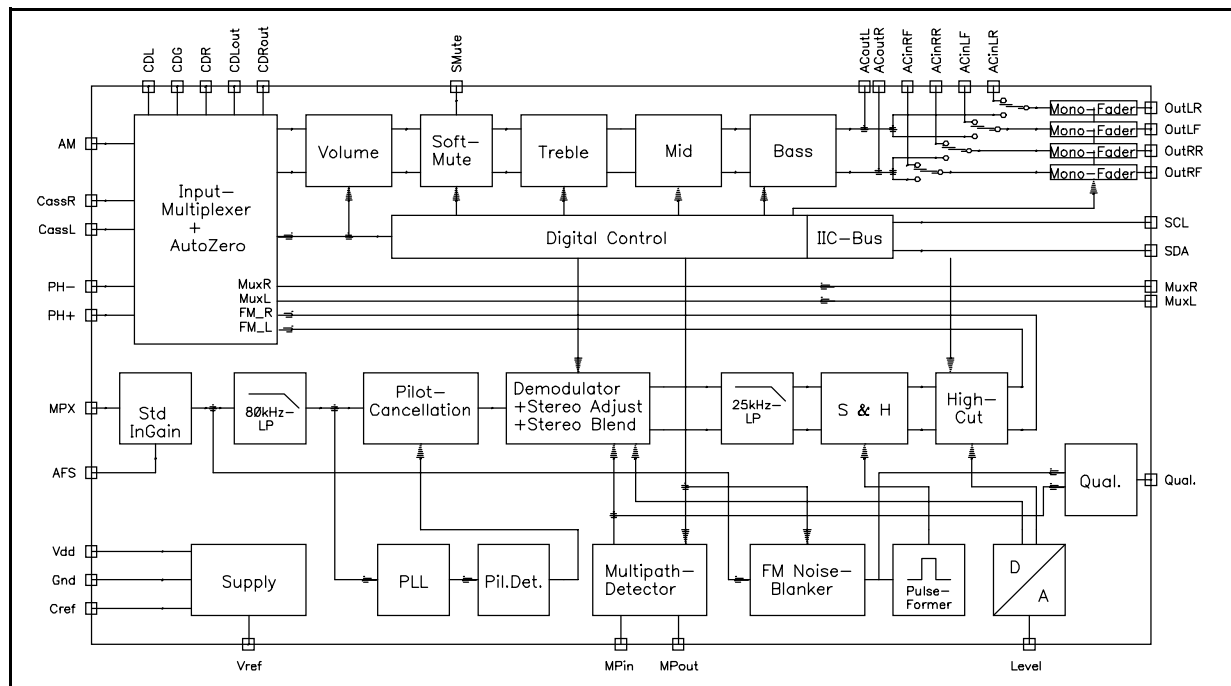 CDL
CDG
CDR
CDLout
CDRout
SMute
ACoutL
ACoutR
ACinRF
ACinRR
ACinLF
ACinLR
AM
CassR
CassL
PH-
PH+
Input-
Multiplexer
+
AutoZero
MuxR
MuxL
FM_R
FM_L
Volume
Soft-
Mute
Treble
Mid
Bass
Mono-Fader
Mono-Fader
Mono-Fader
Mono-Fader
OutLR
OutLF
OutRR
OutRF
Digital Control
IIC-Bus
SCL
SDA
MuxR
MuxL
MPX
AFS
Std
InGain
80kHz-
LP
Pilot-
Cancellation
Demodulator
+Stereo Adjust
+Stereo Blend
25kHz-
LP
S & H
High-
Cut
Qual.
Qual.
Vdd
Gnd
Cref
Supply
PLL
Pil.Det.
Multipath-
Detector
FM Noise-
Blanker
Pulse-
Former
D
A
Vref
MPin
MPout
Level